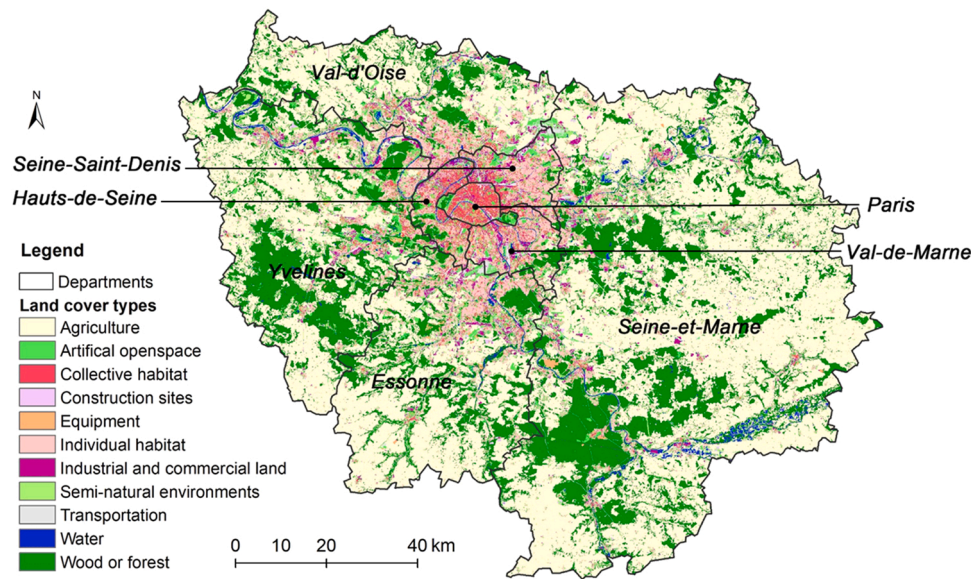 Val-d'Oise
N
Seine-Saint-Denis
Hauts-de-Seine
Paris
Val-de-Marne
Yvelines
Seine-et-Marne
Essonne
Legend
Departments
Land cover types
Agriculture
Artifical openspace
Collective habitat
Construction sites
Equipment
Individual habitat
Industrial and commercial land
Semi-natural environments
Transportation
Water
Wood or forest
0 10 20 40 km